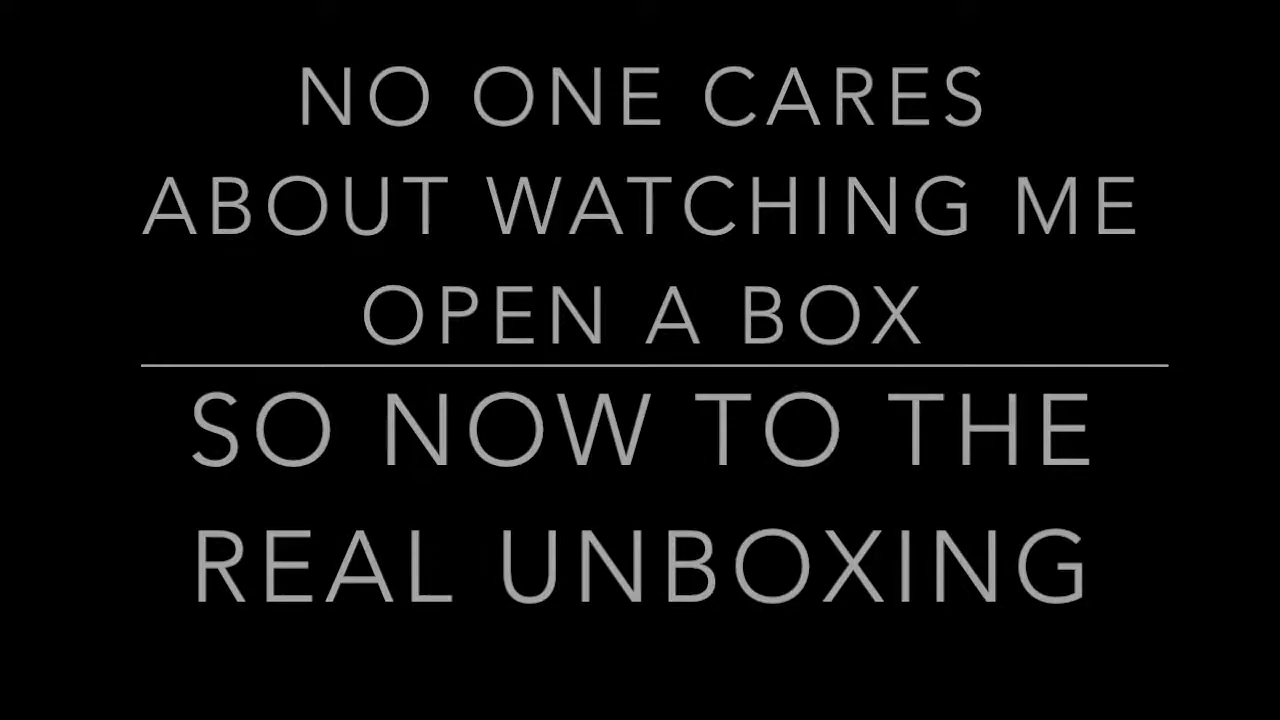 NO ONE CARES
ABOUT WATCHING ME
OPEN A BOX
SO NOW TO THE
REAL UNBOXING